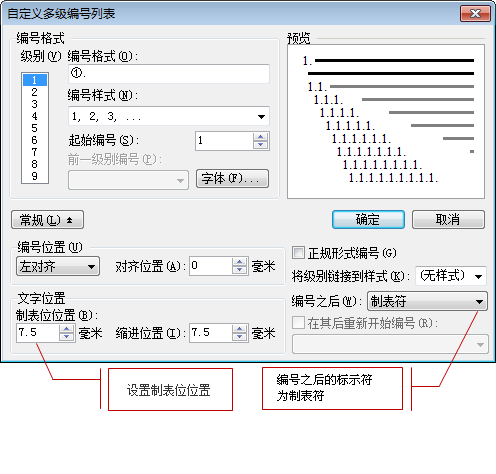 自定义多级编号列表
编号格式
级别(V)
1
2
3
4
5
6
7
8
9
编号格式(O):
①.
编号样式(N):
1, 2, 3, ...
起始编号(S):
1
前一级别编号(P):
字体(F)...
预览
1.
1.1.
1.1.1.
1.1.1.1.
1.1.1.1.1.
1.1.1.1.1.1.
1.1.1.1.1.1.1.
1.1.1.1.1.1.1.1.
1.1.1.1.1.1.1.1.1.
常规(L)
确定
取消
编号位置(U)
左对齐
对齐位置(A):
0
毫米
文字位置
制表位位置(B):
7.5
毫米
缩进位置(I):
7.5
毫米
正规形式编号(G)
将级别链接到样式(K):
(无样式)
编号之后(W):
制表符
在其后重新开始编号(R):
设置制表位位置
编号之后的标示符
为制表符